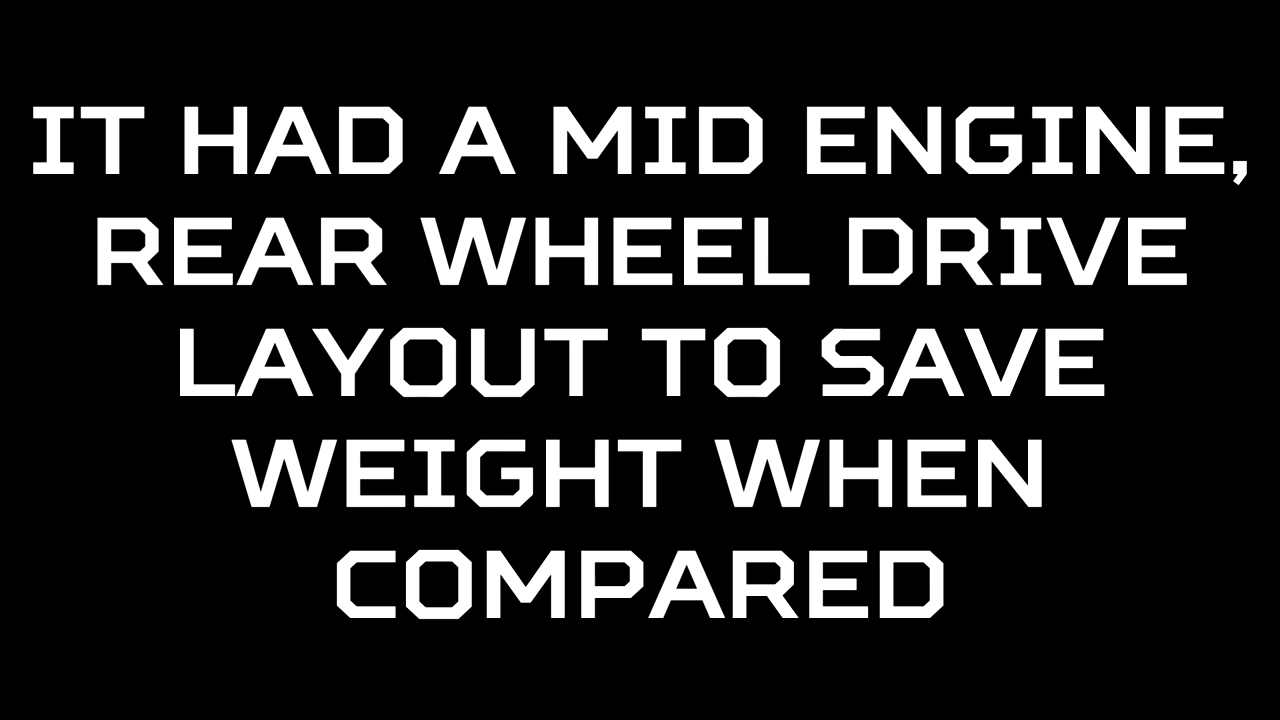 IT HAD A MID ENGINE,
REAR WHEEL DRIVE
LAYOUT TO SAVE
WEIGHT WHEN
COMPARED